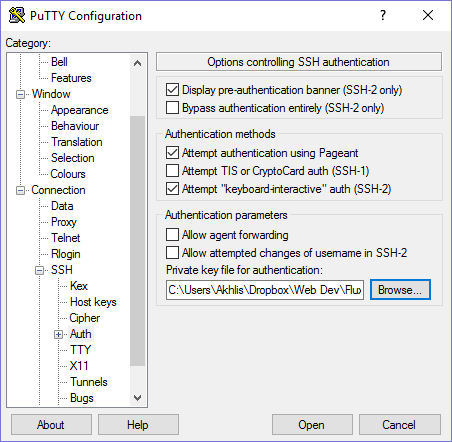 PuTTY Configuration
?
Category:
Bell
Features
Window
Appearance
Behaviour
Translation
Selection
Colours
Connection
Data
Proxy
Telnet
Rlogin
SSH
Kex
Host keys
Cipher
Auth
TTY
X11
Tunnels
Bugs
Options controlling SSH authentication
Display pre-authentication banner (SSH-2 only)
Bypass authentication entirely (SSH-2 only)
Authentication methods
Attempt authentication using Pageant
Attempt TIS or CryptoCard auth (SSH-1)
Attempt "keyboard-interactive" auth (SSH-2)
Authentication parameters
Allow agent forwarding
Allow attempted changes of username in SSH-2
Private key file for authentication:
C:\Users\Akhlis\Dropbox\Web Dev\Flux
Browse...
About
Help
Open
Cancel